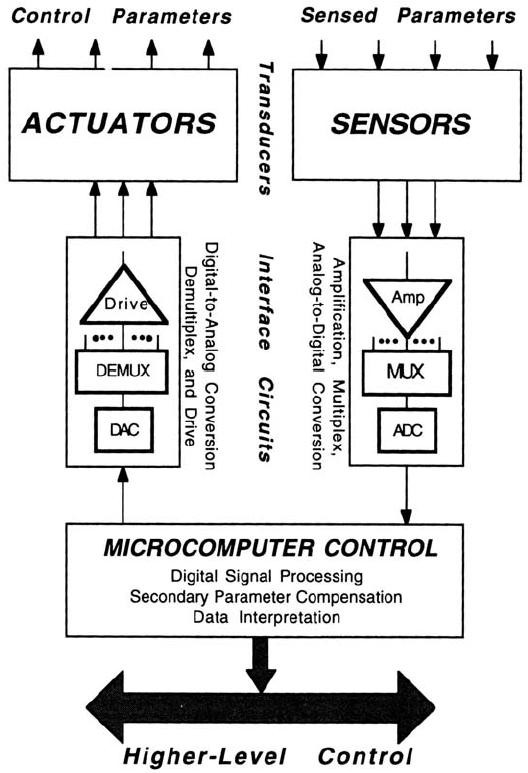 Control Parameters
Sensed Parameters
ACTUATORS
Transducers
SENSORS
Drive
DEMUX
DAC
Digital-to-Analog Conversion
Demultiplex, and Drive
Interface Circuits
Amplification, Multiplex,
Analog-to-Digital Conversion
Amp
MUX
ADC
MICROCOMPUTER CONTROL
Digital Signal Processing
Secondary Parameter Compensation
Data Interpretation
Higher-Level Control